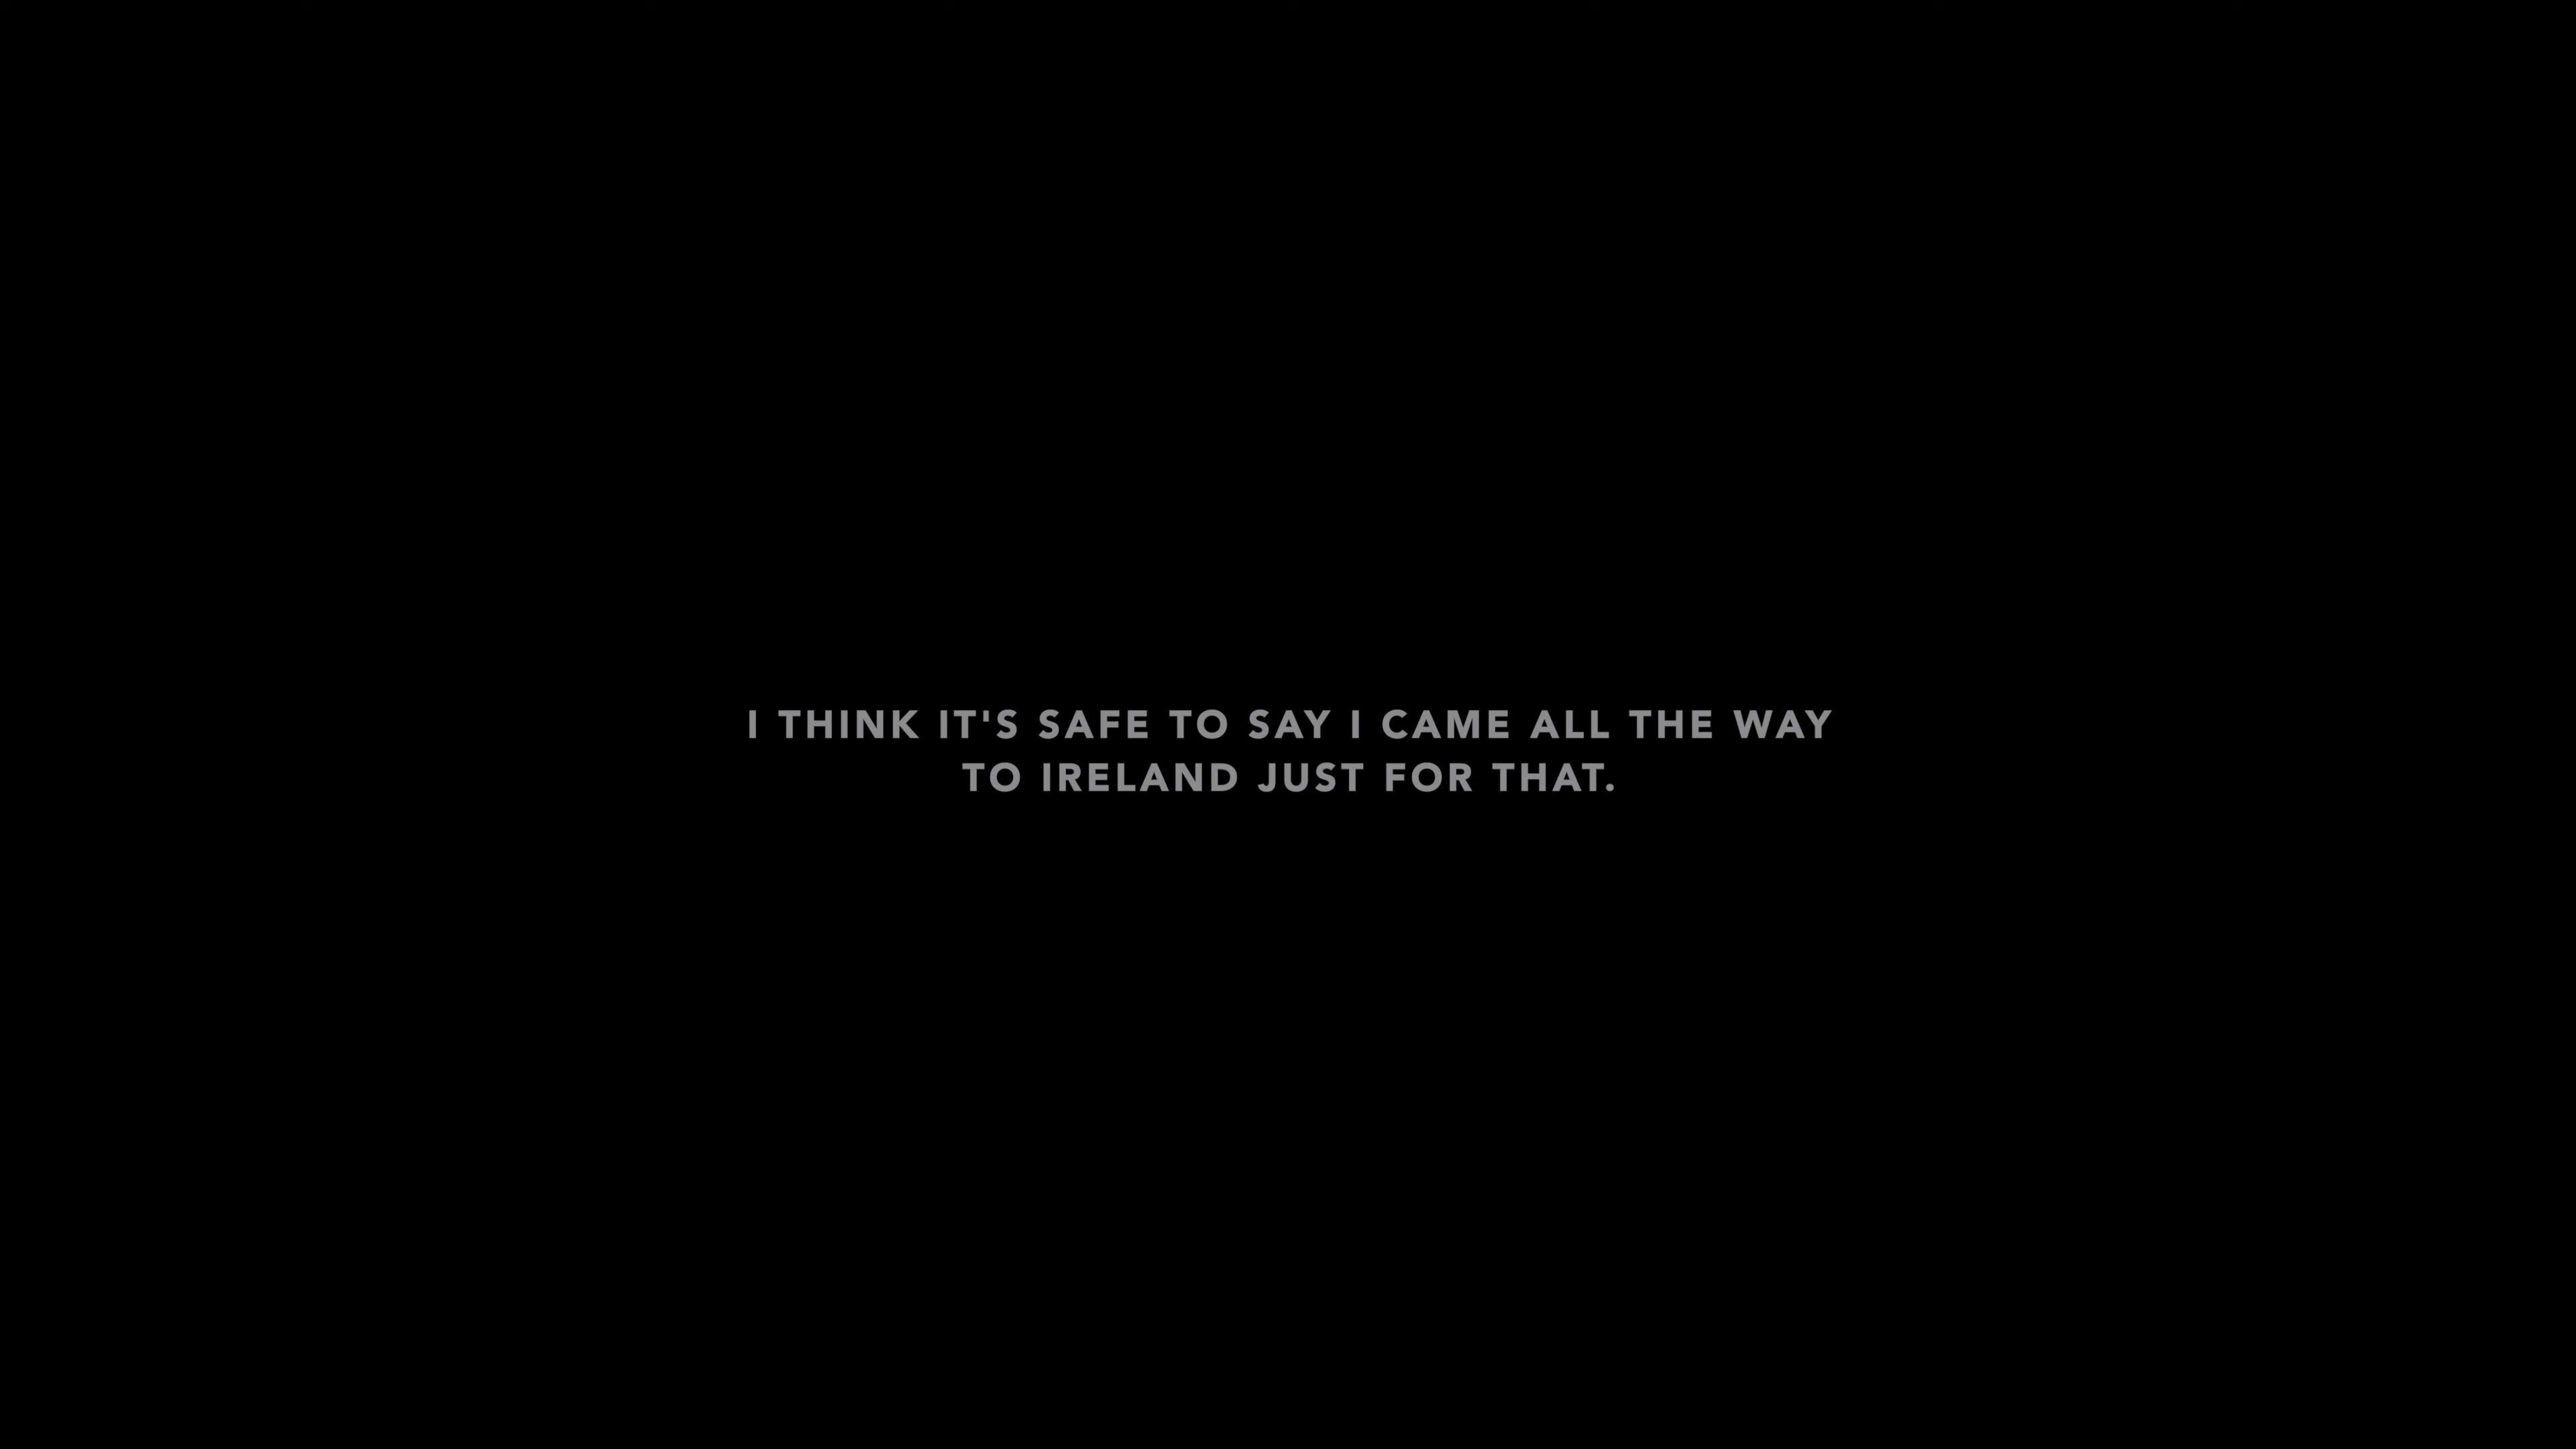 I THINK IT'S SAFE TO SAY I CAME ALL THE WAY
TO IRELAND JUST FOR THAT.